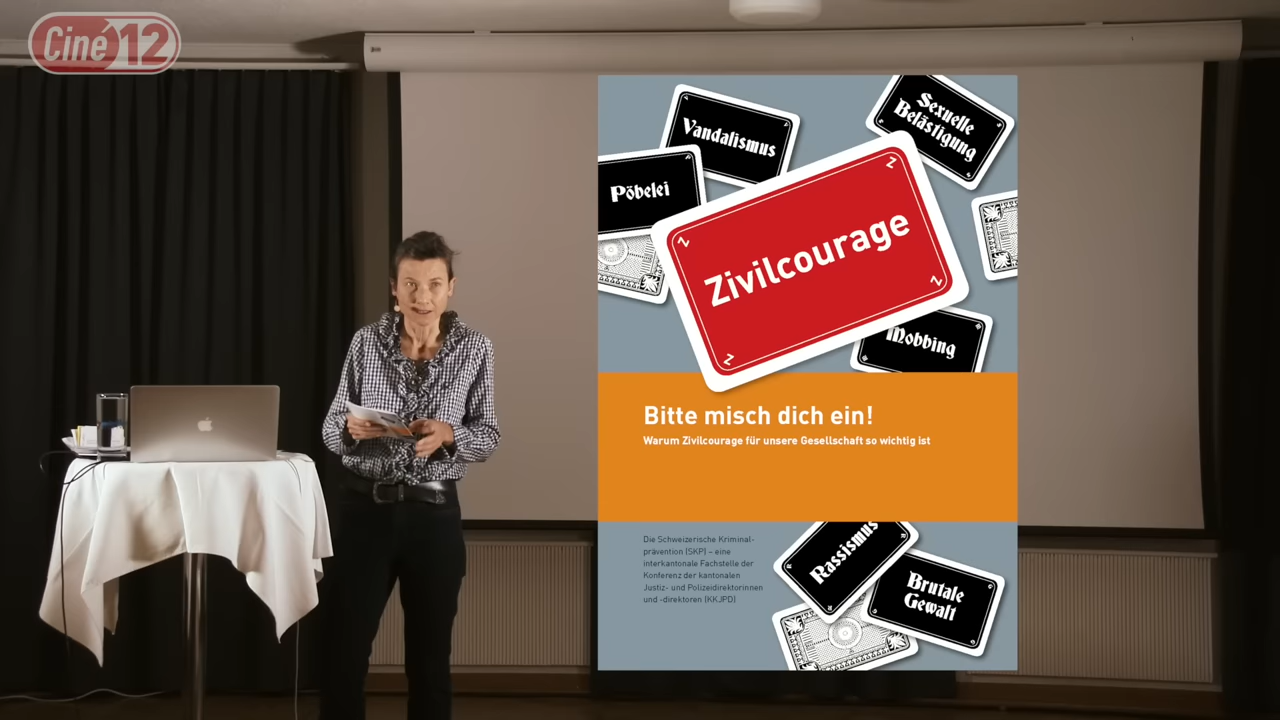 Ciné 12
Vandalismus
Sexuelle
Belästigung
Pöbelei
Z
Zivilcourage
Z
Z
Z
Mobbing
Bitte misch dich ein!
Warum Zivilcourage für unsere Gesellschaft so wichtig ist
Die Schweizerische Kriminal-
prävention (SKP) – eine
interkantonale Fachstelle der
Konferenz der kantonalen
Justiz- und Polizeidirektorinnen
und -direktoren (KKJPD)
Rassismus
Brutale
Gewalt